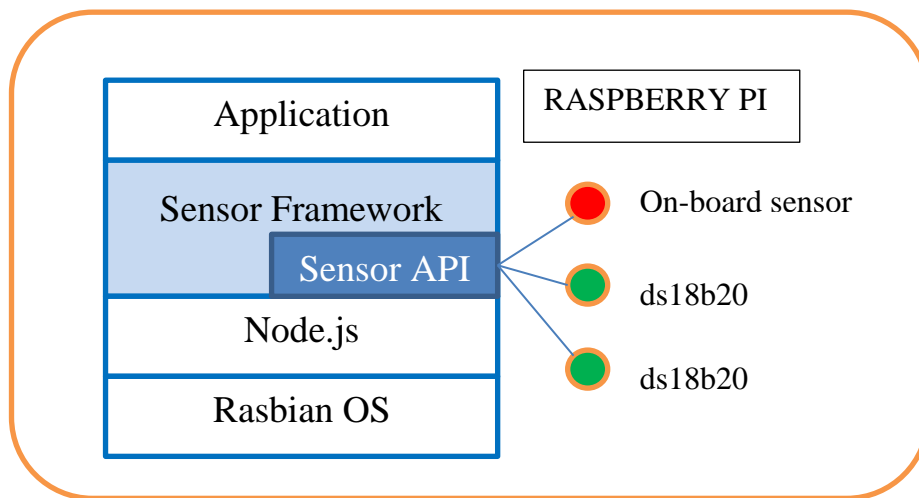 Application
RASPBERRY PI
Sensor Framework
On-board sensor
Sensor API
ds18b20
Node.js
ds18b20
Rasbian OS